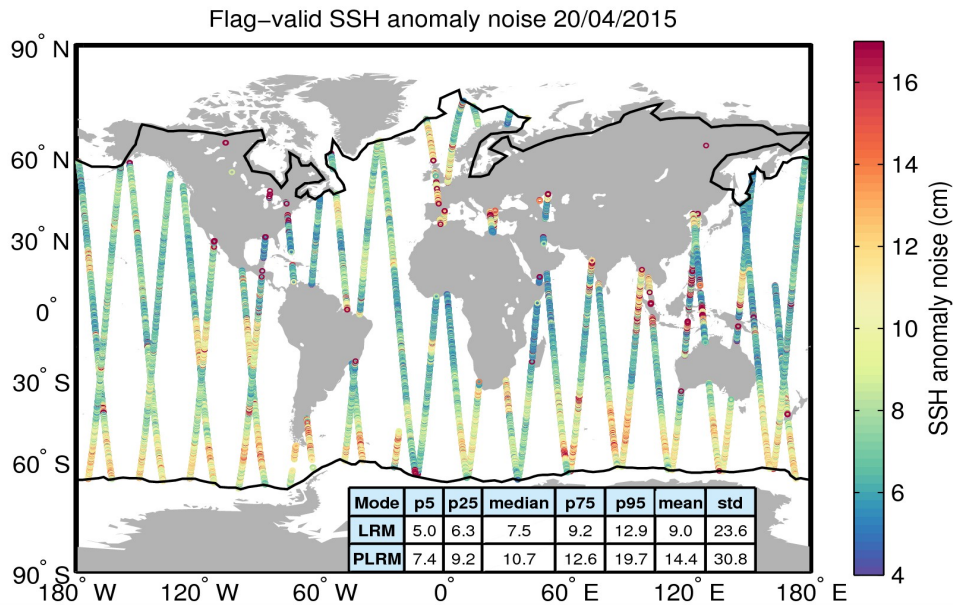 Flag−valid SSH anomaly noise 20/04/2015
90° N
60° N
30° N
0°
30° S
60° S
90° S
180° W
120° W
60° W
0°
60° E
120° E
180° E
Mode p5 p25 median p75 p95 mean std
LRM 5.0 6.3 7.5 9.2 12.9 9.0 23.6
PLRM 7.4 9.2 10.7 12.6 19.7 14.4 30.8
16
14
12
10
8
6
4
SSH anomaly noise (cm)